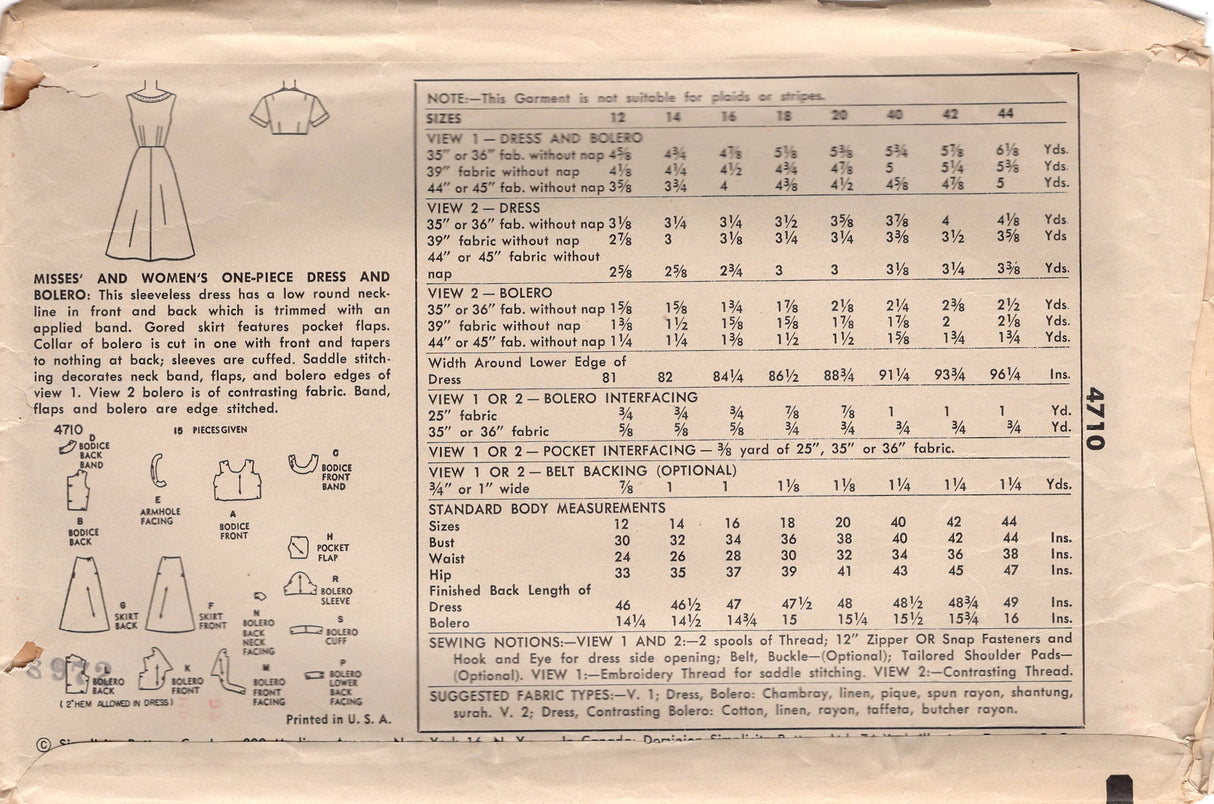 MISSES' AND WOMEN'S ONE-PIECE DRESS AND
BOLERO: This sleeveless dress has a low round neck-
line in front and back which is trimmed with an
applied band. Gored skirt features pocket flaps.
Collar of bolero is cut in one with front and tapers
to nothing at back; sleeves are cuffed. Saddle stitch-
ing decorates neck band, flaps, and bolero edges of
view 1. View 2 bolero is of contrasting fabric. Band,
flaps and bolero are edge stitched.
4710 15 PIECES GIVEN
D
BODICE
BACK
BAND
B
BODICE
BACK
E
ARMHOLE
FACING
A
BODICE
FRONT
C
BODICE
FRONT
BAND
H
POCKET
FLAP
R
BOLERO
SLEEVE
G
SKIRT
BACK
F
SKIRT
FRONT
N
BOLERO
BACK
NECK
FACING
S
BOLERO
CUFF
L
BOLERO
BACK
K
BOLERO
FRONT
M
BOLERO
FRONT
FACING
P
BOLERO
LOWER
BACK
FACING
8972
(2" HEM ALLOWED IN DRESS)
Printed in U. S. A.
NOTE:—This Garment is not suitable for plaids or stripes.
SIZES 12 14 16 18 20 40 42 44
VIEW 1 — DRESS AND BOLERO
35" or 36" fab. without nap 4⅝ 4¾ 4⅞ 5⅛ 5⅜ 5¾ 5⅞ 6⅛ Yds.
39" fabric without nap 4⅛ 4¼ 4½ 4¾ 4⅞ 5 5¼ 5⅜ Yds.
44" or 45" fab. without nap 3⅝ 3¾ 4 4⅜ 4½ 4⅝ 4⅞ 5 Yds.
VIEW 2 — DRESS
35" or 36" fab. without nap 3⅛ 3¼ 3¼ 3½ 3⅝ 3⅞ 4 4⅛ Yds
39" fabric without nap 2⅞ 3 3⅛ 3¼ 3¼ 3⅜ 3½ 3⅝ Yds
44" or 45" fabric without
nap 2⅝ 2⅝ 2¾ 3 3 3⅛ 3¼ 3⅜ Yds.
VIEW 2 — BOLERO
35" or 36" fab. without nap 1⅝ 1⅝ 1¾ 1⅞ 2⅛ 2¼ 2⅜ 2½ Yds.
39" fabric without nap 1⅜ 1½ 1⅝ 1⅝ 1⅞ 1⅞ 2 2⅛ Yds.
44" or 45" fab. without nap 1¼ 1¼ 1⅜ 1½ 1½ 1⅝ 1¾ 1¾ Yds.
Width Around Lower Edge of
Dress 81 82 84¼ 86½ 88¾ 91¼ 93¾ 96¼ Ins.
VIEW 1 OR 2 — BOLERO INTERFACING
25" fabric ¾ ¾ ¾ ⅞ ⅞ 1 1 1 Yd.
35" or 36" fabric ⅝ ⅝ ⅝ ¾ ¾ ¾ ¾ ¾ Yd.
VIEW 1 OR 2 — POCKET INTERFACING — ⅜ yard of 25", 35" or 36" fabric.
VIEW 1 OR 2 — BELT BACKING (OPTIONAL)
¾" or 1" wide ⅞ 1 1 1⅛ 1⅛ 1¼ 1¼ 1¼ Yds.
STANDARD BODY MEASUREMENTS
Sizes 12 14 16 18 20 40 42 44
Bust 30 32 34 36 38 40 42 44 Ins.
Waist 24 26 28 30 32 34 36 38 Ins.
Hip 33 35 37 39 41 43 45 47 Ins.
Finished Back Length of
Dress 46 46½ 47 47½ 48 48½ 48¾ 49 Ins.
Bolero 14¼ 14½ 14¾ 15 15¼ 15½ 15¾ 16 Ins.
SEWING NOTIONS:—VIEW 1 AND 2:—2 spools of Thread; 12" Zipper OR Snap Fasteners and
Hook and Eye for dress side opening; Belt, Buckle—(Optional); Tailored Shoulder Pads—
(Optional). VIEW 1:—Embroidery Thread for saddle stitching. VIEW 2:—Contrasting Thread.
SUGGESTED FABRIC TYPES:—V. 1; Dress, Bolero: Chambray, linen, pique, spun rayon, shantung,
surah. V. 2; Dress, Contrasting Bolero: Cotton, linen, rayon, taffeta, butcher rayon.
4710